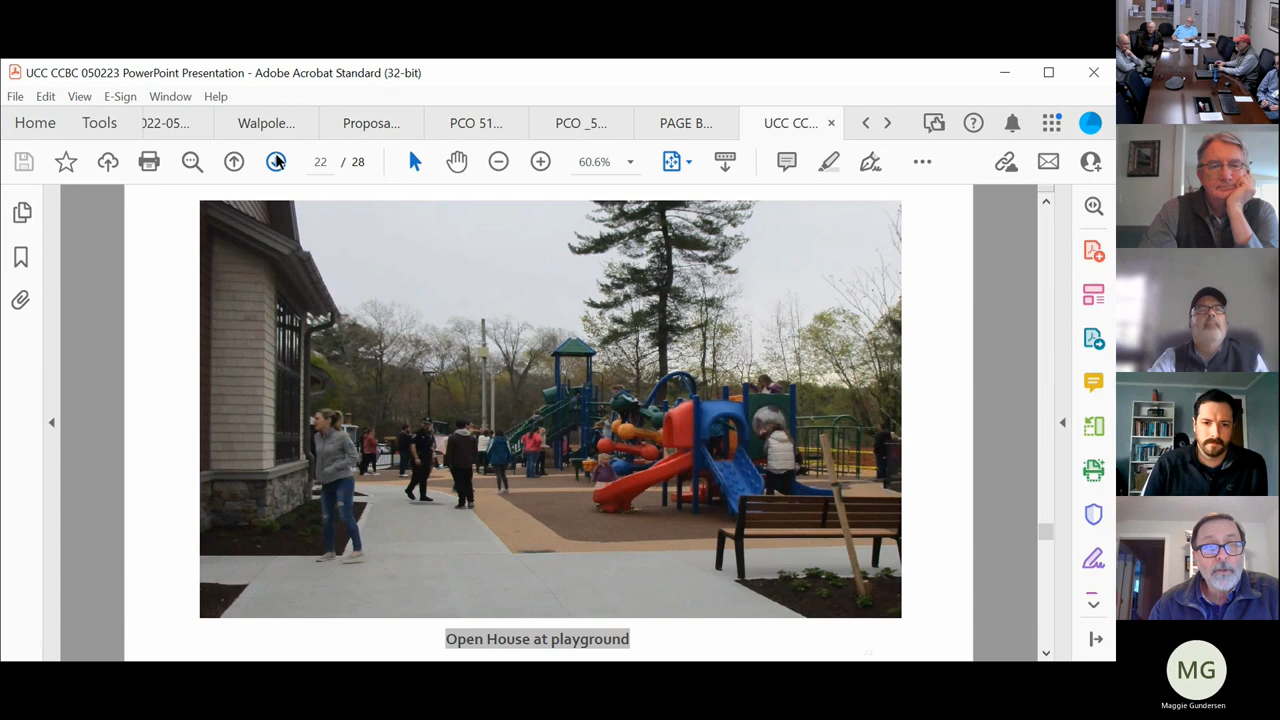 UCC CCBC 050223 PowerPoint Presentation - Adobe Acrobat Standard (32-bit)
File Edit View E-Sign Window Help
Home Tools 022-05... Walpole... Proposa... PCO 51... PCO _5... PAGE B... UCC CC...
22 / 28 60.6%
Open House at playground
MG
Maggie Gundersen